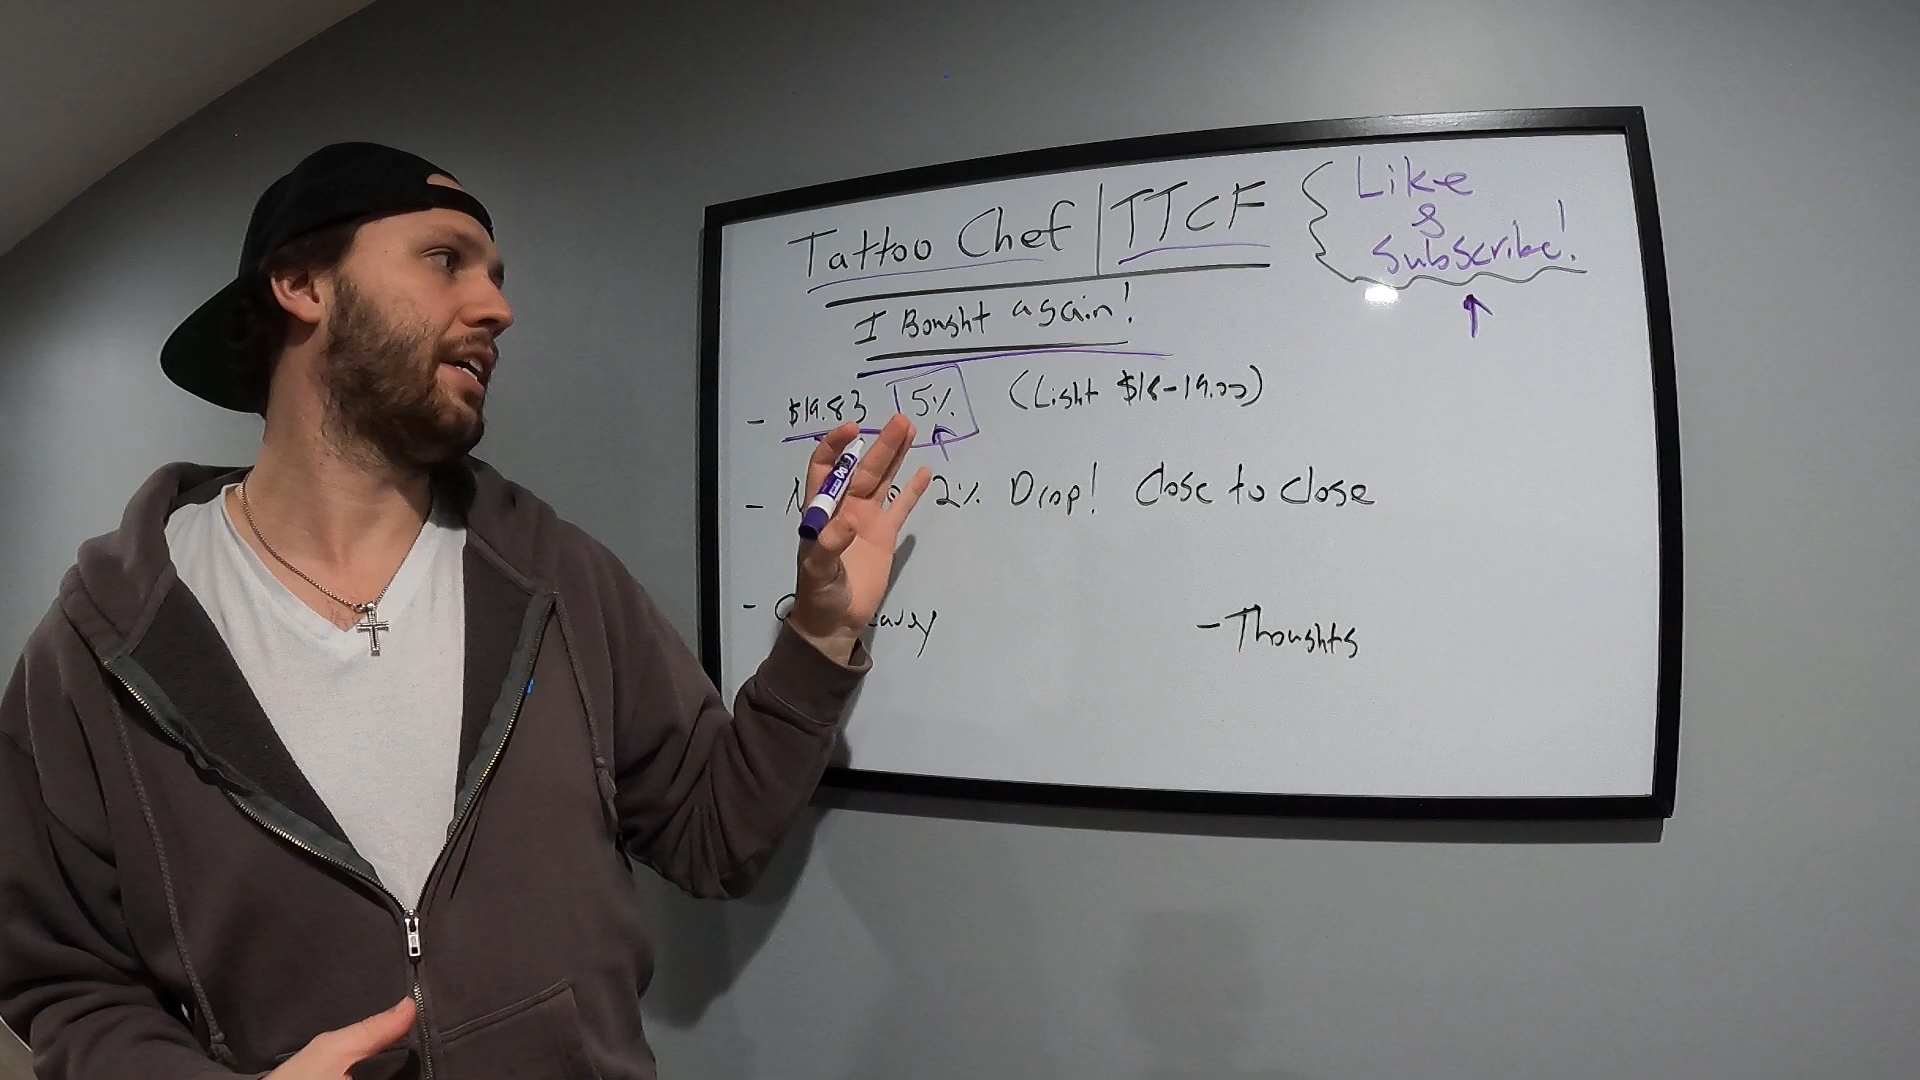 Tattoo Chef | TTCF
Like
&
Subscribe!
I Bought again!
- $19.83 5% (Light $18-19.00)
- 2% Drop! Close to Close
-
- Thoughts